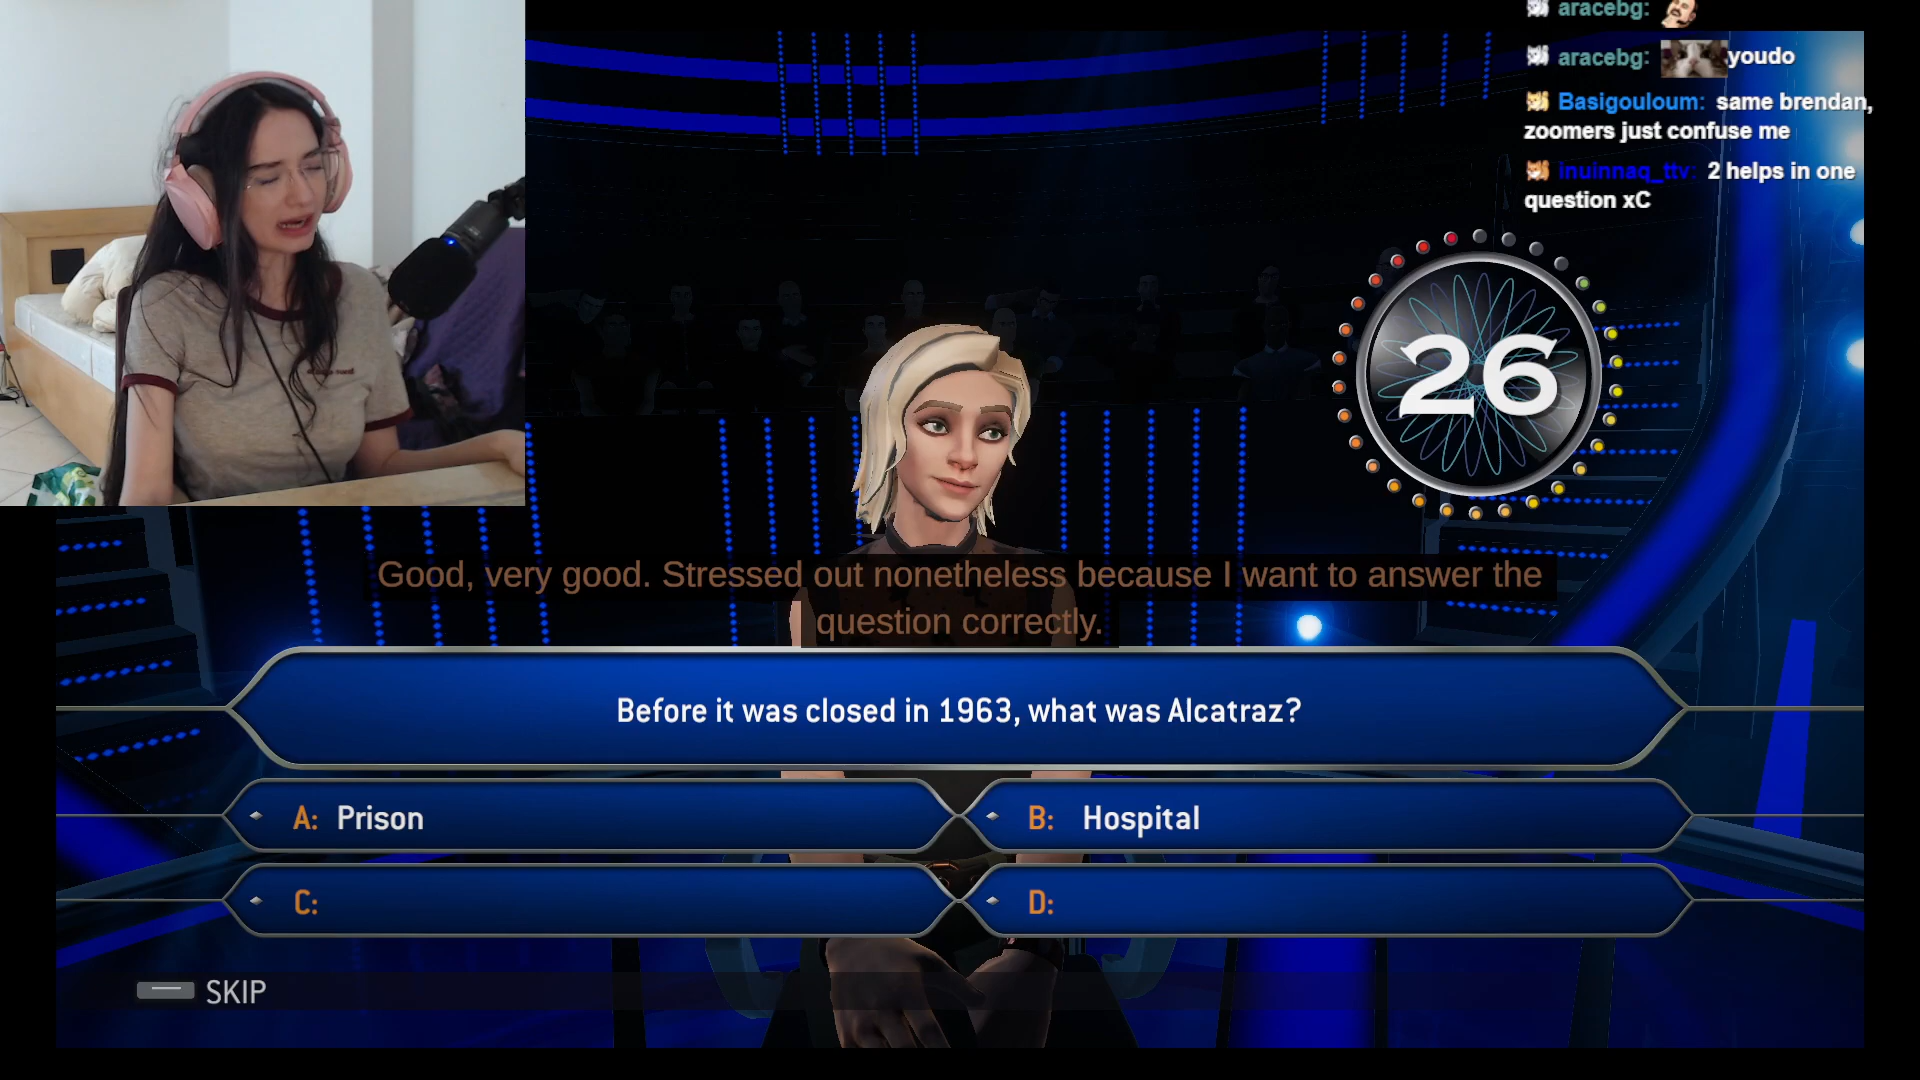 aracebg:
aracebg: youdo
Basigouloum: same brendan,
zoomers just confuse me
inuinnaq_ttv: 2 helps in one
question xC
26
Good, very good. Stressed out nonetheless because I want to answer the
question correctly.
Before it was closed in 1963, what was Alcatraz?
A: Prison
B: Hospital
C:
D:
SKIP